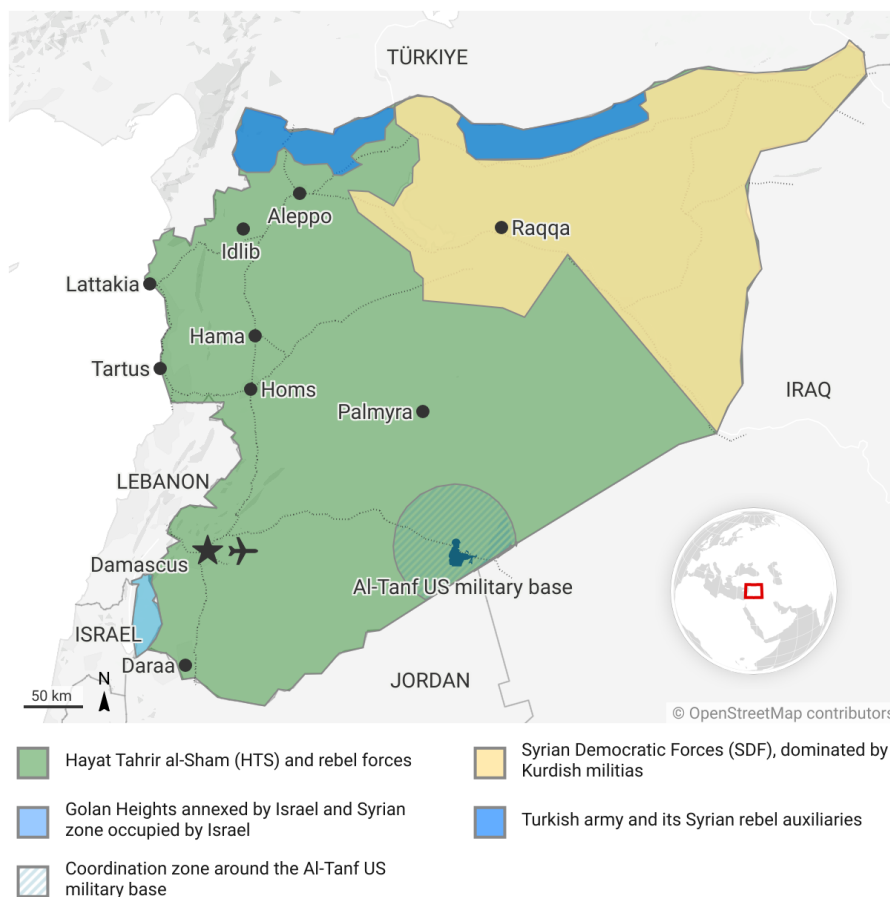 TÜRKIYE
Aleppo
Raqqa
Idlib
Lattakia
Hama
Tartus
Homs
IRAQ
Palmyra
LEBANON
Damascus
Al-Tanf US military base
ISRAEL
Daraa
N
JORDAN
50 km
© OpenStreetMap contributors
Hayat Tahrir al-Sham (HTS) and rebel forces
Syrian Democratic Forces (SDF), dominated by
Kurdish militias
Golan Heights annexed by Israel and Syrian
zone occupied by Israel
Turkish army and its Syrian rebel auxiliaries
Coordination zone around the Al-Tanf US
military base